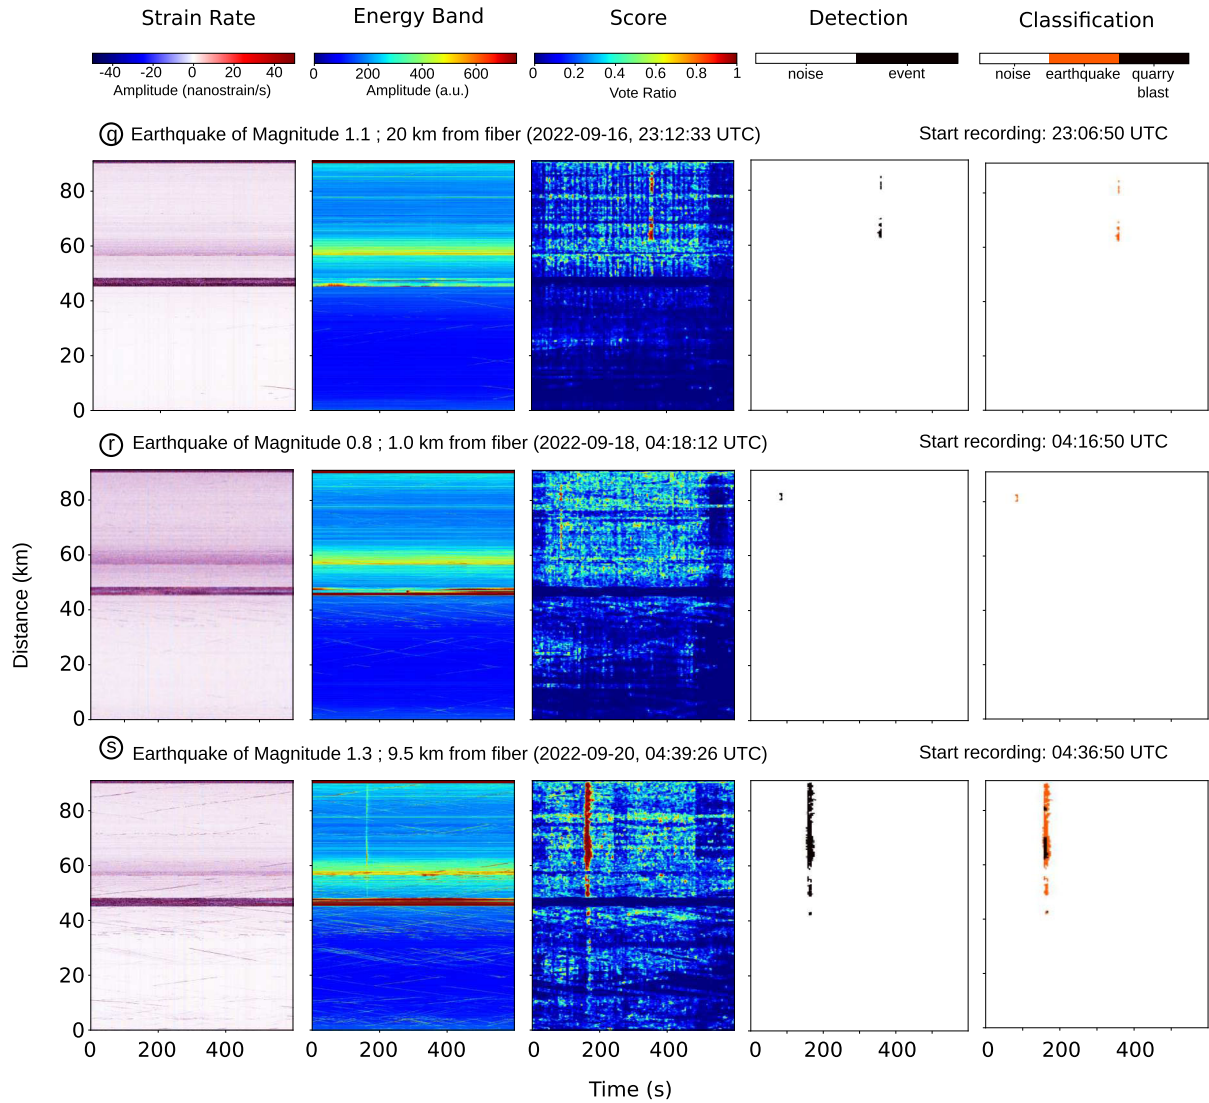 Strain Rate Energy Band Score Detection Classification
-40 -20 0 20 40 0 200 400 600 0 0.2 0.4 0.6 0.8 1 noise event noise earthquake quarry blast
Amplitude (nanostrain/s) Amplitude (a.u.) Vote Ratio
q Earthquake of Magnitude 1.1 ; 20 km from fiber (2022-09-16, 23:12:33 UTC) Start recording: 23:06:50 UTC
80
60
40
20
0
r Earthquake of Magnitude 0.8 ; 1.0 km from fiber (2022-09-18, 04:18:12 UTC) Start recording: 04:16:50 UTC
80
60
40
20
0
Distance (km)
s Earthquake of Magnitude 1.3 ; 9.5 km from fiber (2022-09-20, 04:39:26 UTC) Start recording: 04:36:50 UTC
80
60
40
20
0
0 200 400 0 200 400 0 200 400 0 200 400 0 200 400
Time (s)